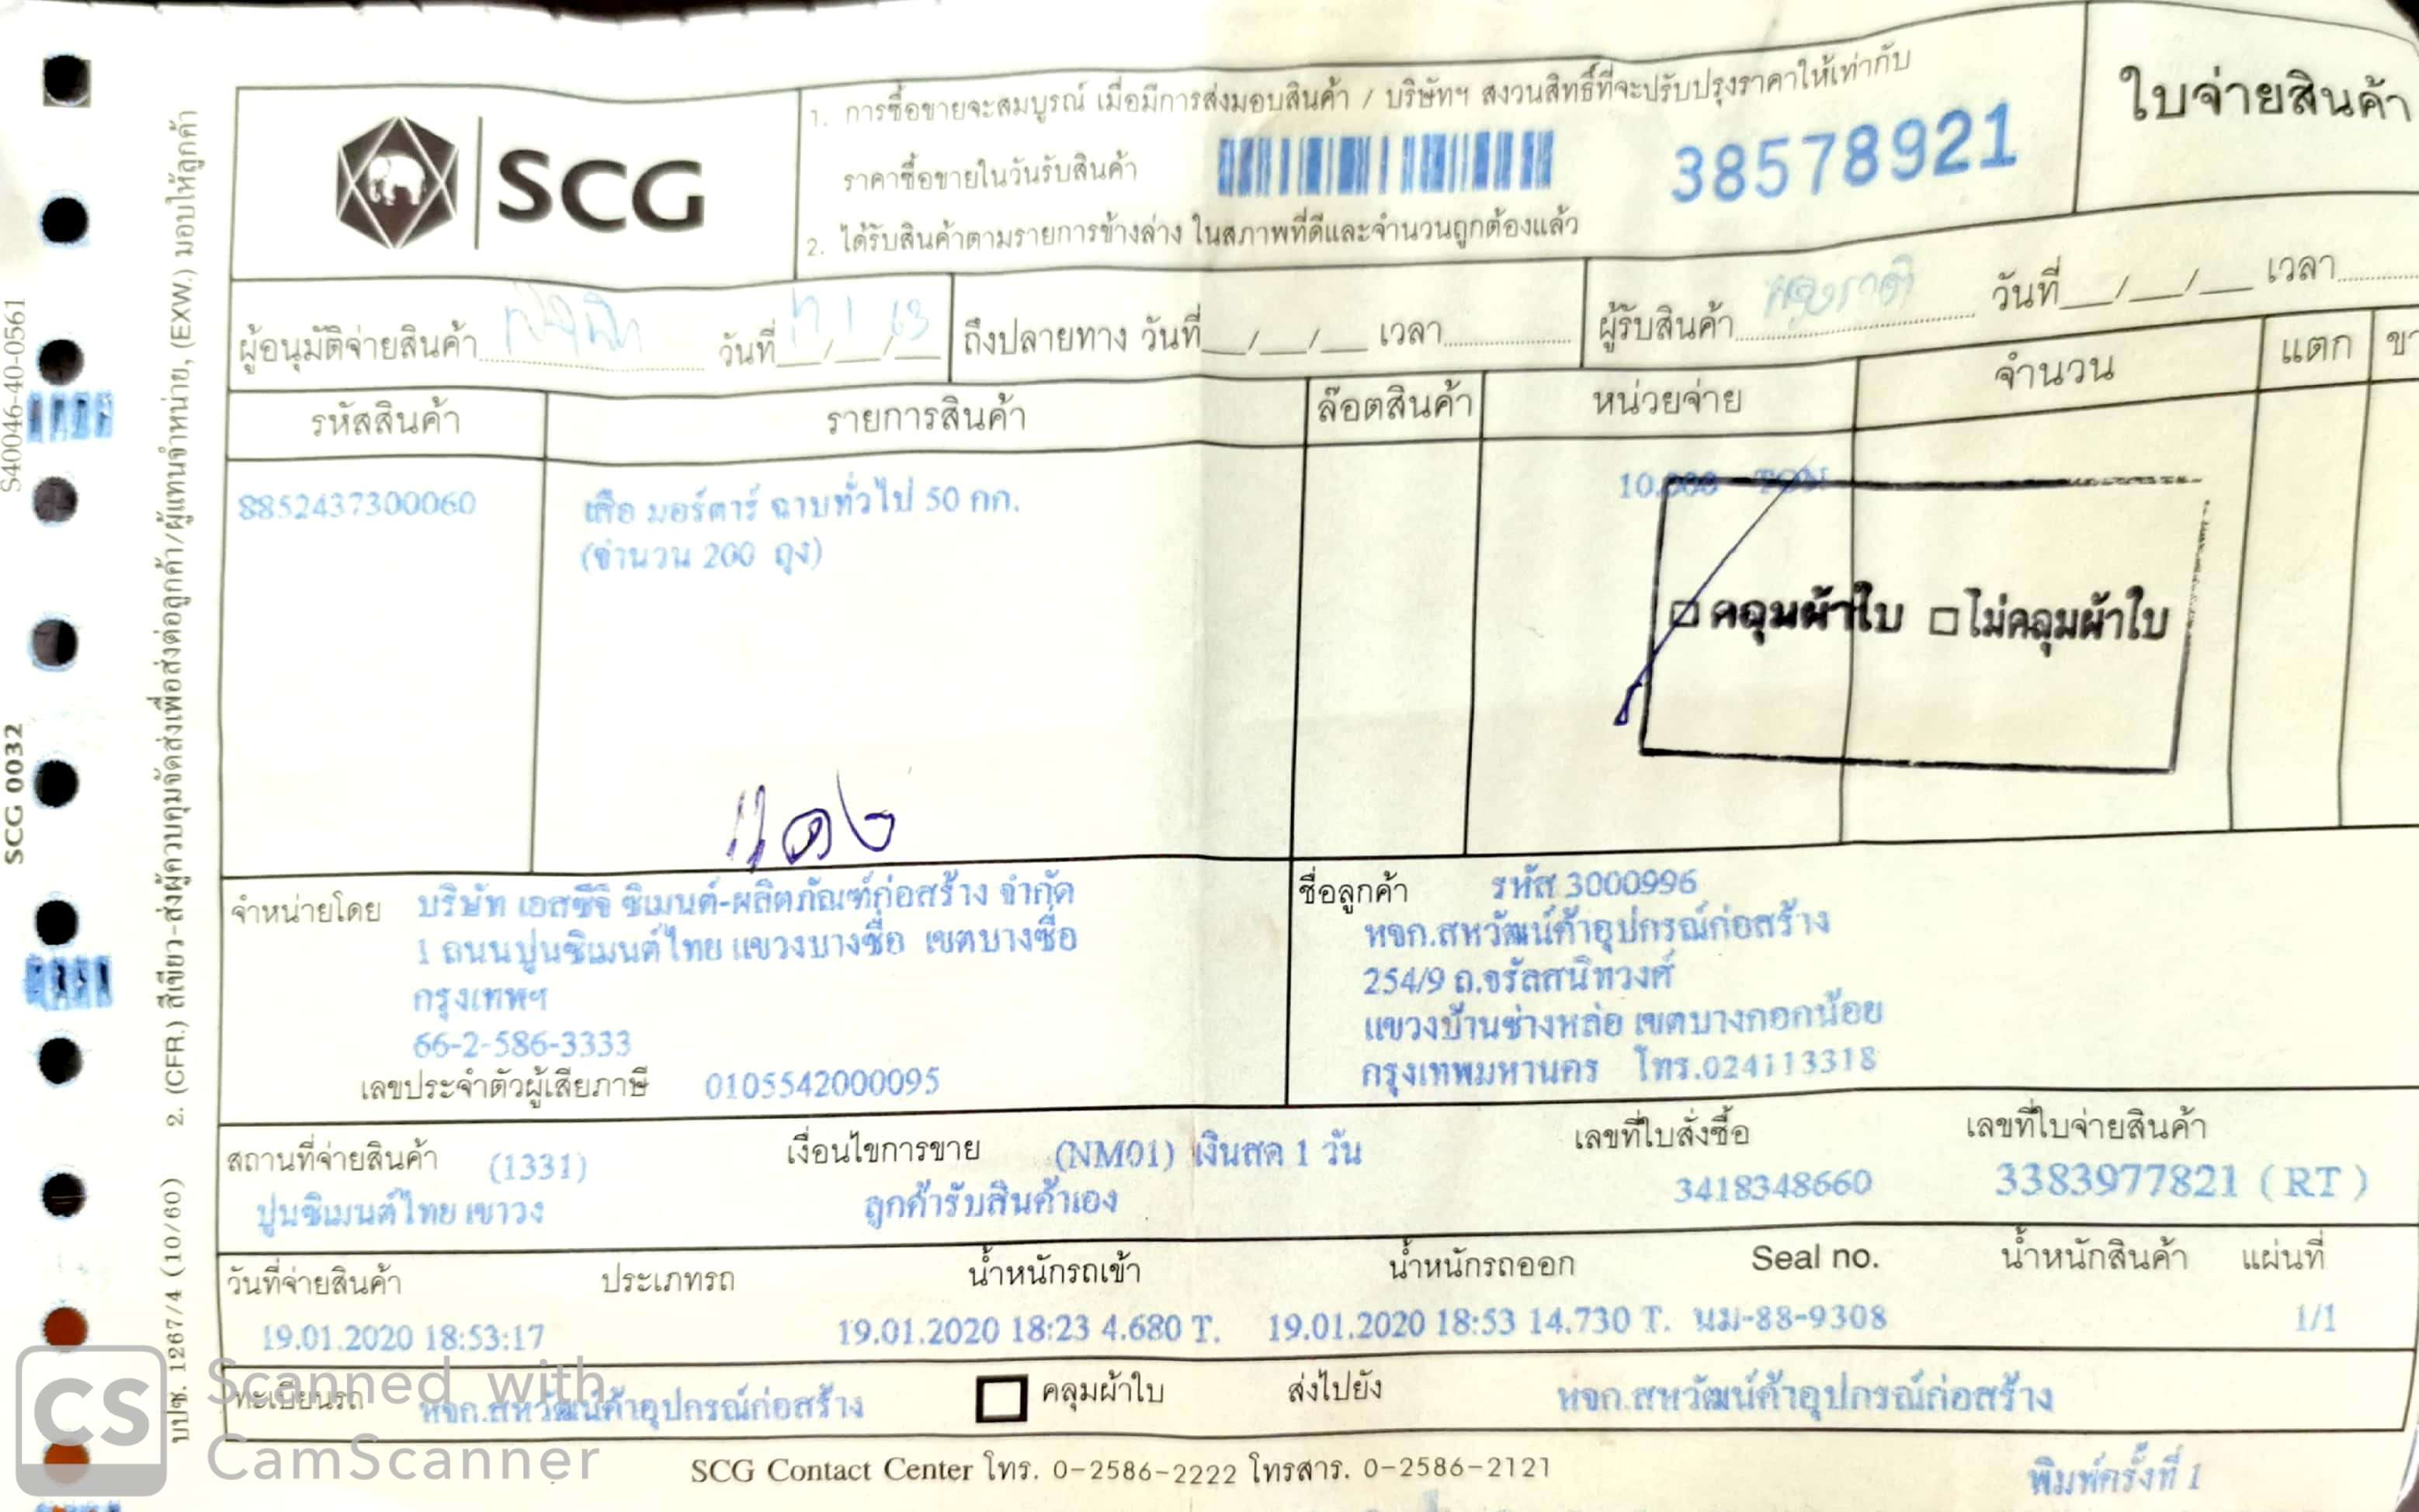 SCG
1. การซื้อขายจะสมบูรณ์ เมื่อมีการส่งมอบสินค้า / บริษัทฯ สงวนสิทธิ์ที่จะปรับปรุงราคาให้เท่ากับ
ราคาซื้อขายในวันรับสินค้า
38578921
2. ได้รับสินค้าตามรายการข้างล่าง ในสภาพที่ดีและจำนวนถูกต้องแล้ว
ใบจ่ายสินค้า
ผู้อนุมัติจ่ายสินค้า วันที่ __/__/__ ถึงปลายทาง วันที่ __/__/__ เวลา ผู้รับสินค้า วันที่ __/__/__ เวลา
รหัสสินค้า รายการสินค้า ล๊อตสินค้า หน่วยจ่าย จำนวน แตก
8852437300060 เสือ มอร์ตาร์ ฉาบทั่วไป 50 กก. 10.000 TON
(จำนวน 200 ถุง)
คลุมผ้าใบ ไม่คลุมผ้าใบ
แดง
จำหน่ายโดย บริษัท เอสซีจี ซิเมนต์-ผลิตภัณฑ์ก่อสร้าง จำกัด
1 ถนนปูนซิเมนต์ไทย แขวงบางซื่อ เขตบางซื่อ
กรุงเทพฯ
66-2-586-3333
เลขประจำตัวผู้เสียภาษี 0105542000095
ชื่อลูกค้า รหัส 3000996
หจก.สหวัฒน์ค้าอุปกรณ์ก่อสร้าง
254/9 ถ.จรัลสนิทวงศ์
แขวงบ้านช่างหล่อ เขตบางกอกน้อย
กรุงเทพมหานคร โทร.024113318
สถานที่จ่ายสินค้า (1331) เงื่อนไขการขาย (NM01) เงินสด 1 วัน เลขที่ใบสั่งซื้อ เลขที่ใบจ่ายสินค้า
ปูนซิเมนต์ไทย เขาวง ลูกค้ารับสินค้าเอง 3418348660 3383977821 (RT)
วันที่จ่ายสินค้า ประเภทรถ น้ำหนักรถเข้า น้ำหนักรถออก Seal no. น้ำหนักสินค้า แผ่นที่
19.01.2020 18:53:17 19.01.2020 18:23 4.680 T. 19.01.2020 18:53 14.730 T. นม-88-9308 1/1
ทะเบียนรถ หจก.สหวัฒน์ค้าอุปกรณ์ก่อสร้าง คลุมผ้าใบ ส่งไปยัง หจก.สหวัฒน์ค้าอุปกรณ์ก่อสร้าง
SCG Contact Center โทร. 0-2586-2222 โทรสาร. 0-2586-2121
พิมพ์ครั้งที่ 1
S40046-40-0561
SCG 0032
บปซ. 1267/4 (10/60) 2. (CFR.) สีเขียว-ส่งผู้ควบคุมจัดส่งเพื่อส่งต่อลูกค้า/ผู้แทนจำหน่าย, (EXW.) มอบให้ลูกค้า
CS Scanned with
CamScanner